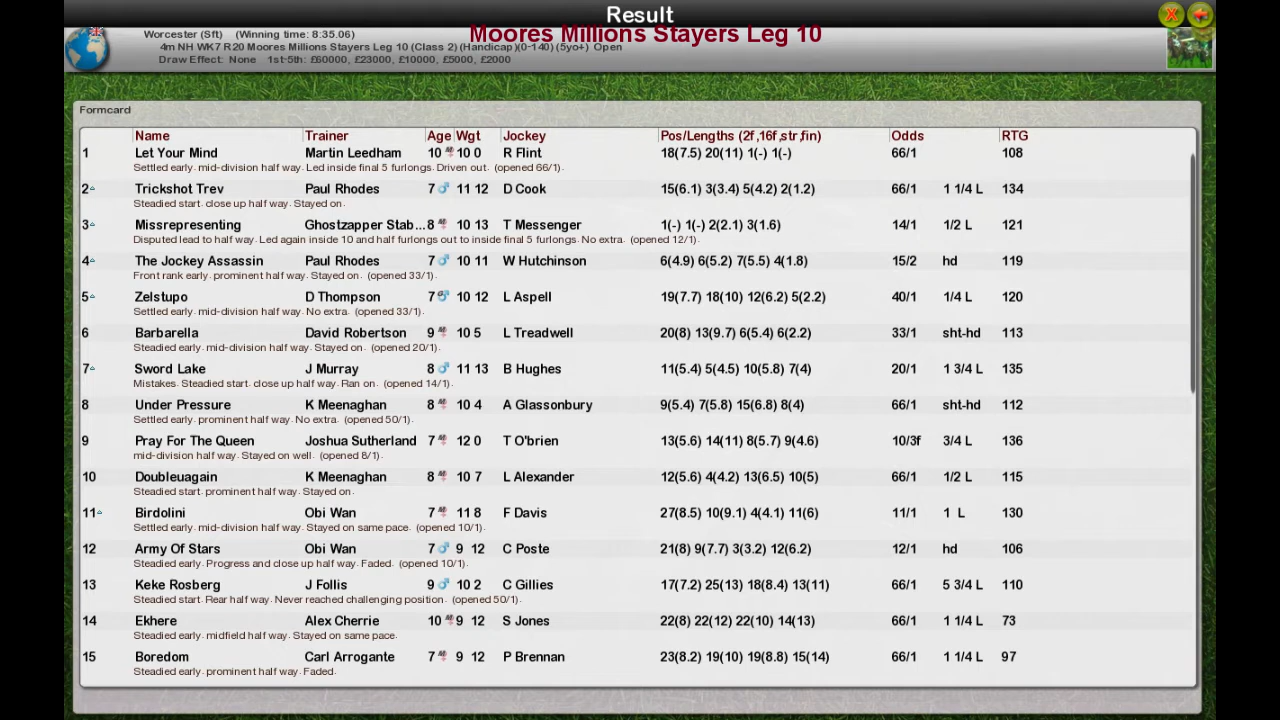 Result
Moores Millions Stayers Leg 10
Worcester (Sft) (Winning time: 8:35.06)
4m NH WK7 R20 Moores Millions Stayers Leg 10 (Class 2) (Handicap)(0-140) (5yo+) Open
Draw Effect: None 1st-5th: £60000, £23000, £10000, £5000, £2000
Formcard
Name Trainer Age Wgt Jockey Pos/Lengths (2f,16f,str,fin) Odds RTG
1 Let Your Mind Martin Leedham 10 10 0 R Flint 18(7.5) 20(11) 1(-) 1(-) 66/1 108
Settled early. mid-division half way. Led inside final 5 furlongs. Driven out. (opened 66/1).
2 Trickshot Trev Paul Rhodes 7 11 12 D Cook 15(6.1) 3(3.4) 5(4.2) 2(1.2) 66/1 1 1/4 L 134
Steadied start. close up half way. Stayed on.
3 Missrepresenting Ghostzapper Stab... 8 10 13 T Messenger 1(-) 1(-) 2(2.1) 3(1.6) 14/1 1/2 L 121
Disputed lead to half way. Led again inside 10 and half furlongs out to inside final 5 furlongs. No extra. (opened 12/1).
4 The Jockey Assassin Paul Rhodes 7 10 11 W Hutchinson 6(4.9) 6(5.2) 7(5.5) 4(1.8) 15/2 hd 119
Front rank early. prominent half way. Stayed on. (opened 33/1).
5 Zelstupo D Thompson 7 10 12 L Aspell 19(7.7) 18(10) 12(6.2) 5(2.2) 40/1 1/4 L 120
Settled early. mid-division half way. No extra. (opened 33/1).
6 Barbarella David Robertson 9 10 5 L Treadwell 20(8) 13(9.7) 6(5.4) 6(2.2) 33/1 sht-hd 113
Steadied early. mid-division half way. Stayed on. (opened 20/1).
7 Sword Lake J Murray 8 11 13 B Hughes 11(5.4) 5(4.5) 10(5.8) 7(4) 20/1 1 3/4 L 135
Mistakes. Steadied start. close up half way. Ran on. (opened 14/1).
8 Under Pressure K Meenaghan 8 10 4 A Glassonbury 9(5.4) 7(5.8) 15(6.8) 8(4) 66/1 sht-hd 112
Settled early. prominent half way. No extra. (opened 50/1).
9 Pray For The Queen Joshua Sutherland 7 12 0 T O'brien 13(5.6) 14(11) 8(5.7) 9(4.6) 10/3f 3/4 L 136
mid-division half way. Stayed on well. (opened 8/1).
10 Doubleuagain K Meenaghan 8 10 7 L Alexander 12(5.6) 4(4.2) 13(6.5) 10(5) 66/1 1/2 L 115
Steadied start. prominent half way. Stayed on.
11 Birdolini Obi Wan 7 11 8 F Davis 27(8.5) 10(9.1) 4(4.1) 11(6) 11/1 1 L 130
Settled early. mid-division half way. Stayed on same pace. (opened 10/1).
12 Army Of Stars Obi Wan 7 9 12 C Poste 21(8) 9(7.7) 3(3.2) 12(6.2) 12/1 hd 106
Steadied early. Progress and close up half way. Faded. (opened 10/1).
13 Keke Rosberg J Follis 9 10 2 C Gillies 17(7.2) 25(13) 18(8.4) 13(11) 66/1 5 3/4 L 110
Steadied start. Rear half way. Never reached challenging position. (opened 50/1).
14 Ekhere Alex Cherrie 10 9 12 S Jones 22(8) 22(12) 22(10) 14(13) 66/1 1 1/4 L 73
Steadied early. midfield half way. Stayed on same pace.
15 Boredom Carl Arrogante 7 9 12 P Brennan 23(8.2) 19(10) 19(8.8) 15(14) 66/1 1 1/4 L 97
Steadied early. prominent half way. Faded.